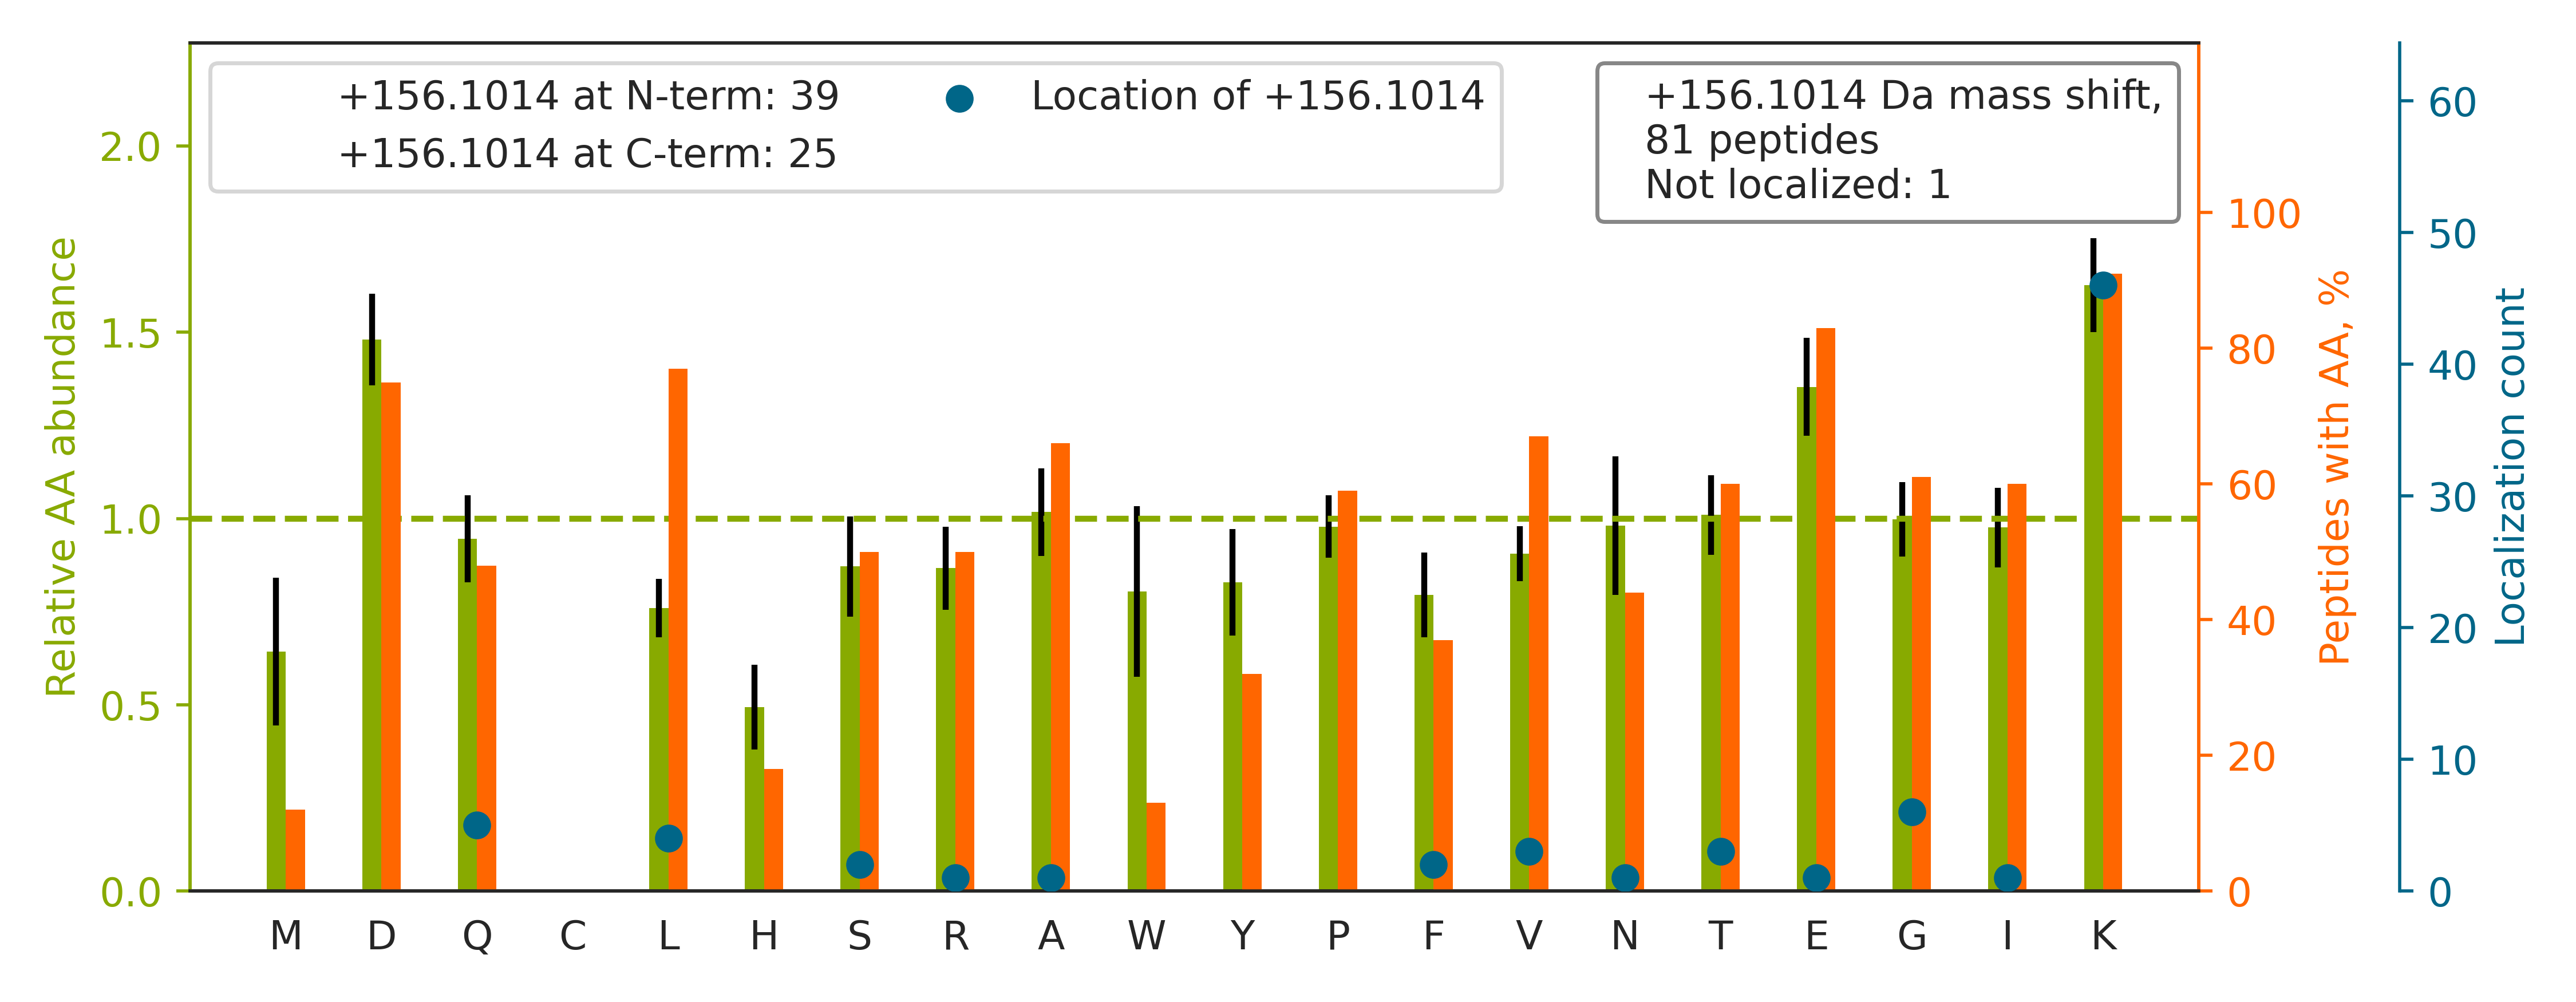 +156.1014 at N-term: 39
+156.1014 at C-term: 25
Location of +156.1014
+156.1014 Da mass shift,
81 peptides
Not localized: 1
Relative AA abundance
2.0
1.5
1.0
0.5
0.0
M D Q C L H S R A W Y P F V N T E G I K
100
80
60
40
20
0
Peptides with AA, %
60
50
40
30
20
10
0
Localization count